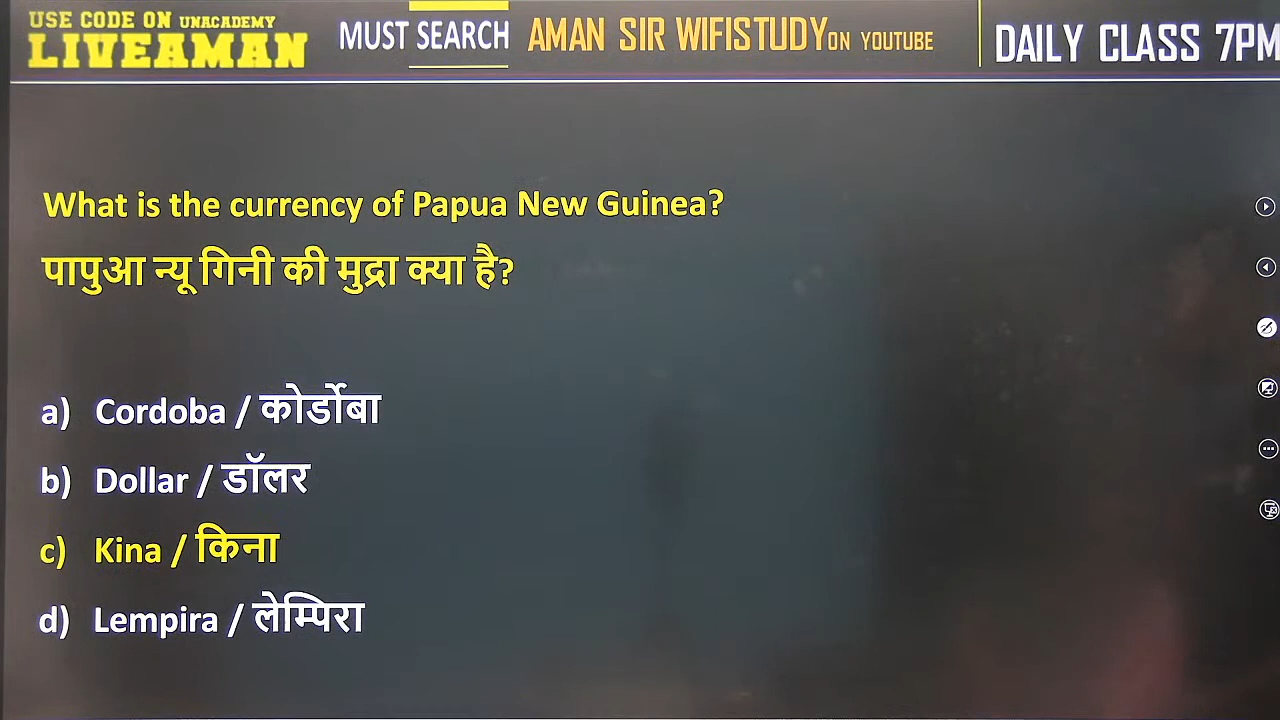 USE CODE ON UNACADEMY
LIVEAMAN
MUST SEARCH
AMAN SIR WIFISTUDY ON YOUTUBE
DAILY CLASS 7PM
What is the currency of Papua New Guinea?
पापुआ न्यू गिनी की मुद्रा क्या है?
a) Cordoba / कोर्डोबा
b) Dollar / डॉलर
c) Kina / किना
d) Lempira / लेम्पिरा